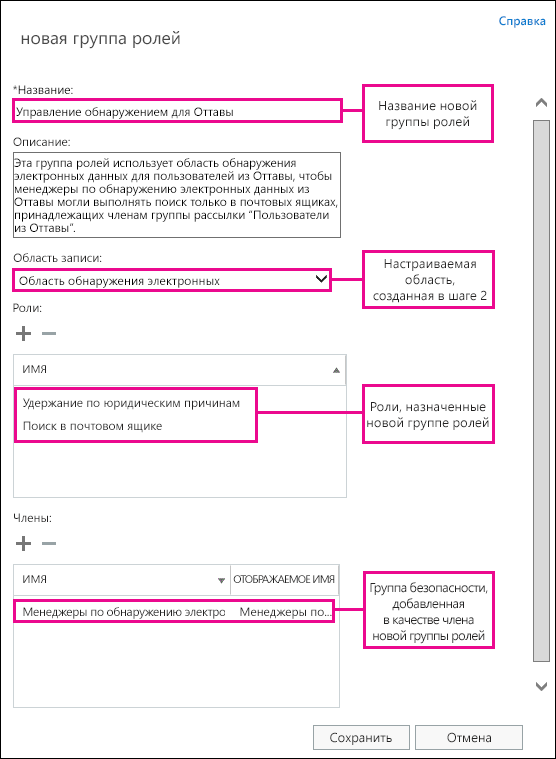 Справка
новая группа ролей
*Название:
Управление обнаружением для Оттавы
Название новой
группы ролей
Описание:
Эта группа ролей использует область обнаружения
электронных данных для пользователей из Оттавы, чтобы
менеджеры по обнаружению электронных данных из
Оттавы могли выполнять поиск только в почтовых ящиках,
принадлежащих членам группы рассылки "Пользователи
из Оттавы".
Область записи:
Область обнаружения электронных
Настраиваемая
область,
созданная в шаге 2
Роли:
ИМЯ
Удержание по юридическим причинам
Поиск в почтовом ящике
Роли, назначенные
новой группе ролей
Члены:
ИМЯ
ОТОБРАЖАЕМОЕ ИМЯ
Менеджеры по обнаружению электро
Менеджеры по...
Группа безопасности,
добавленная
в качестве члена
новой группы ролей
Сохранить
Отмена